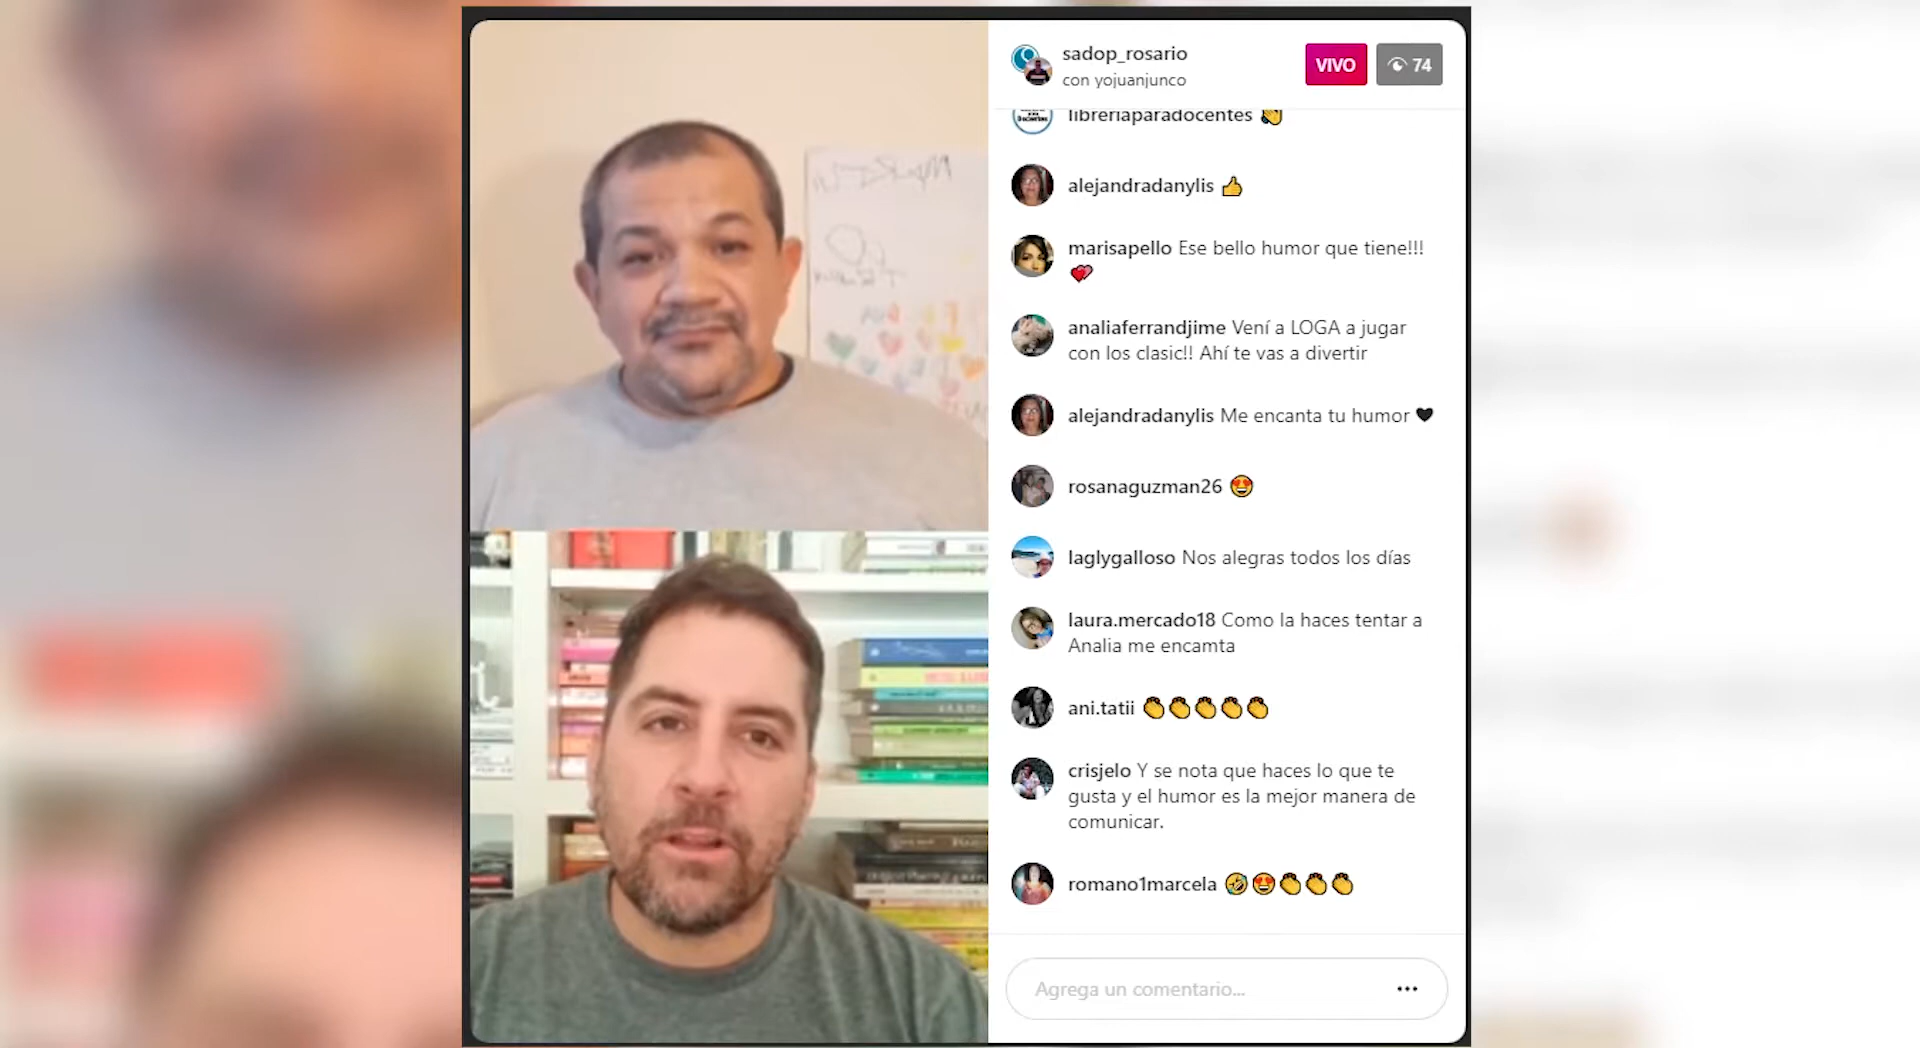 sadop_rosario
con yojuanjunco
VIVO
74
libreriaparadocentes 👏
alejandradanylis 👍
marisapello Ese bello humor que tiene!!!
💕
analiaferrandjime Vení a LOGA a jugar
con los clasic!! Ahí te vas a divertir
alejandradanylis Me encanta tu humor 🖤
rosanaguzman26 😍
laglygalloso Nos alegras todos los días
laura.mercado18 Como la haces tentar a
Analia me encamta
ani.tatii 👏👏👏👏👏
crisjelo Y se nota que haces lo que te
gusta y el humor es la mejor manera de
comunicar.
romano1marcela 🤣😍👏👏👏
Agrega un comentario...